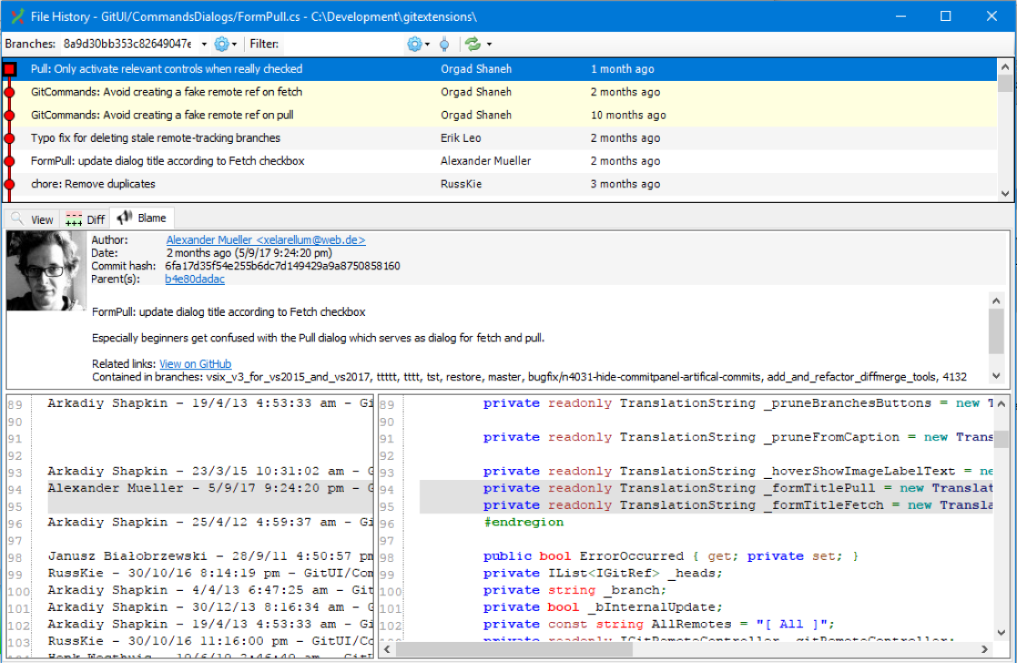 File History - GitUI/CommandsDialogs/FormPull.cs - C:\Development\gitextensions\
Branches: 8a9d30bb353c82649047e Filter:
Pull: Only activate relevant controls when really checked Orgad Shaneh 1 month ago
GitCommands: Avoid creating a fake remote ref on fetch Orgad Shaneh 2 months ago
GitCommands: Avoid creating a fake remote ref on pull Orgad Shaneh 10 months ago
Typo fix for deleting stale remote-tracking branches Erik Leo 2 months ago
FormPull: update dialog title according to Fetch checkbox Alexander Mueller 2 months ago
chore: Remove duplicates RussKie 3 months ago
View Diff Blame
Author: Alexander Mueller <xelarellum@web.de>
Date: 2 months ago (5/9/17 9:24:20 pm)
Commit hash: 6fa17d35f54e255b6dc7d149429a9a8750858160
Parent(s): b4e80dadac
FormPull: update dialog title according to Fetch checkbox
Especially beginners get confused with the Pull dialog which serves as dialog for fetch and pull.
Related links: View on GitHub
Contained in branches: vsix_v3_for_vs2015_and_vs2017, ttttt, tttt, tst, restore, master, bugfix/n4031-hide-commitpanel-artifical-commits, add_and_refactor_diffmerge_tools, 4132
89 Arkadiy Shapkin - 19/4/13 4:53:33 am - Gi
90
91
92
93 Arkadiy Shapkin - 23/3/15 10:31:02 am - G
94 Alexander Mueller - 5/9/17 9:24:20 pm - G
95
96 Arkadiy Shapkin - 25/4/12 4:59:37 am - Gi
97
98 Janusz Białobrzewski - 28/9/11 4:50:57 pm
99 RussKie - 30/10/16 8:14:19 pm - GitUI/Com
100 Arkadiy Shapkin - 4/4/13 6:47:25 am - Git
101 Arkadiy Shapkin - 30/12/13 8:16:34 am - G
102 Arkadiy Shapkin - 19/4/13 4:53:33 am - Gi
103 RussKie - 30/10/16 11:16:00 pm - GitUI/Co
89 private readonly TranslationString _pruneBranchesButtons = new T
90
91 private readonly TranslationString _pruneFromCaption = new Trans
92
93 private readonly TranslationString _hoverShowImageLabelText = ne
94 private readonly TranslationString _formTitlePull = new Translat
95 private readonly TranslationString _formTitleFetch = new Transla
96 #endregion
97
98 public bool ErrorOccurred { get; private set; }
99 private IList<IGitRef> _heads;
100 private string _branch;
101 private bool _bInternalUpdate;
102 private const string AllRemotes = "[ All ]";
private readonly IGitRemoteController _gitRemoteController;